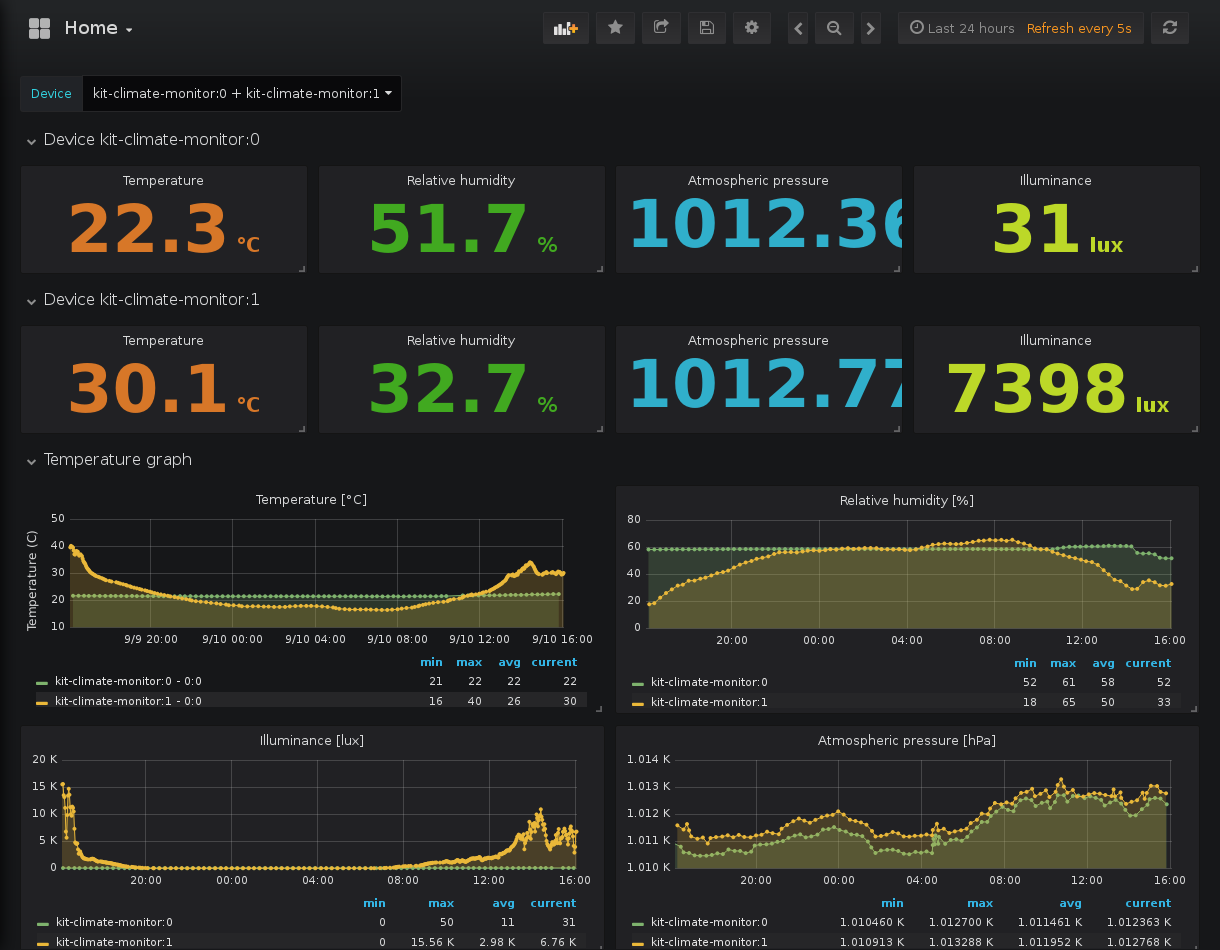 Home
Last 24 hours Refresh every 5s
Device kit-climate-monitor:0 + kit-climate-monitor:1
Device kit-climate-monitor:0
Temperature Relative humidity Atmospheric pressure Illuminance
22.3 °C 51.7 % 1012.36 31 lux
Device kit-climate-monitor:1
Temperature Relative humidity Atmospheric pressure Illuminance
30.1 °C 32.7 % 1012.77 7398 lux
Temperature graph
Temperature [°C]
Temperature (C)
50
40
30
20
10
9/9 20:00 9/10 00:00 9/10 04:00 9/10 08:00 9/10 12:00 9/10 16:00
min max avg current
kit-climate-monitor:0 - 0:0 21 22 22 22
kit-climate-monitor:1 - 0:0 16 40 26 30
Relative humidity [%]
80
60
40
20
0
20:00 00:00 04:00 08:00 12:00 16:00
min max avg current
kit-climate-monitor:0 52 61 58 52
kit-climate-monitor:1 18 65 50 33
Illuminance [lux]
20 K
15 K
10 K
5 K
0
20:00 00:00 04:00 08:00 12:00 16:00
min max avg current
kit-climate-monitor:0 0 50 11 31
kit-climate-monitor:1 0 15.56 K 2.98 K 6.76 K
Atmospheric pressure [hPa]
1.014 K
1.013 K
1.012 K
1.011 K
1.010 K
20:00 00:00 04:00 08:00 12:00 16:00
min max avg current
kit-climate-monitor:0 1.010460 K 1.012700 K 1.011461 K 1.012363 K
kit-climate-monitor:1 1.010913 K 1.013288 K 1.011952 K 1.012768 K